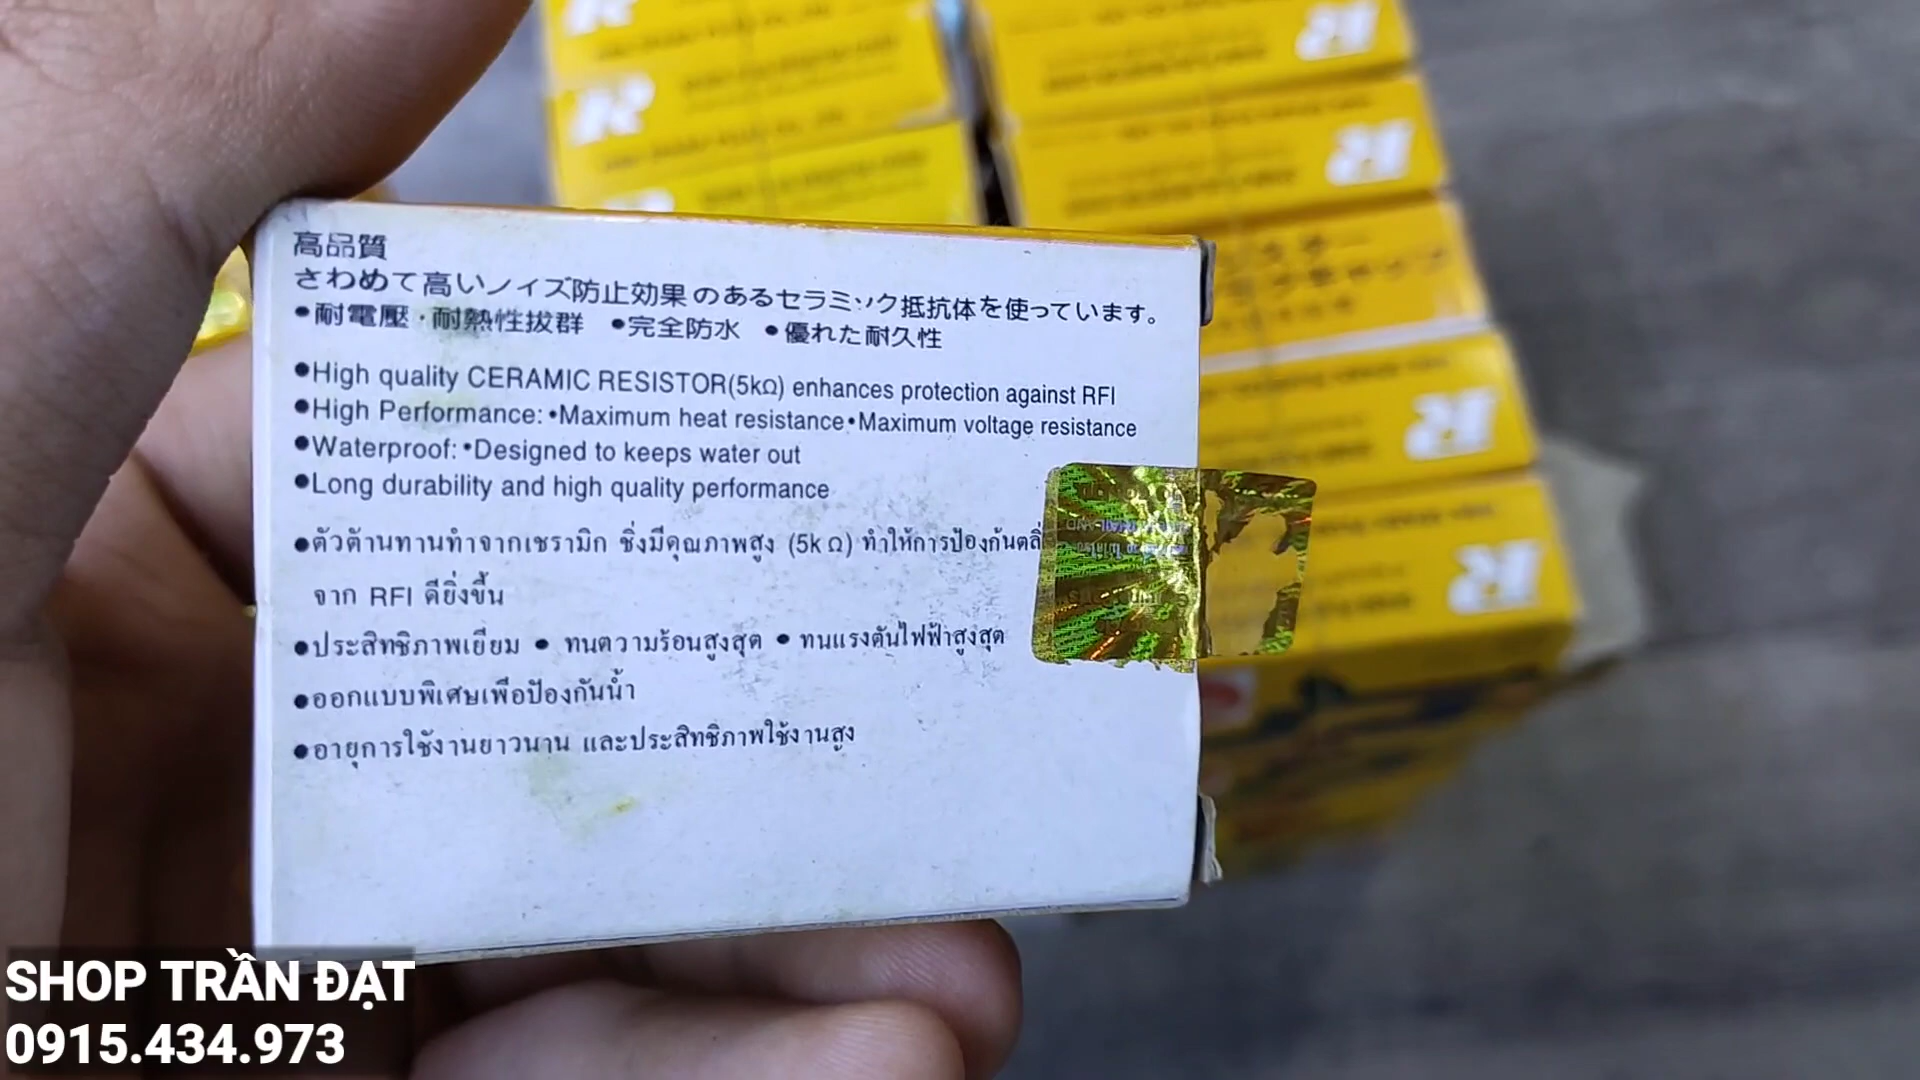 高品質
さわめて高いノイズ防止効果のあるセラミック抵抗体を使っています。
●耐電壓・耐熱性抜群 ●完全防水 ●優れた耐久性
●High quality CERAMIC RESISTOR(5kΩ) enhances protection against RFI
●High Performance: •Maximum heat resistance •Maximum voltage resistance
●Waterproof: •Designed to keeps water out
●Long durability and high quality performance
●ตัวต้านทานทำจากเซรามิก ซึ่งมีคุณภาพสูง (5kΩ) ทำให้การป้องกันคลื่
จาก RFI ดียิ่งขึ้น
●ประสิทธิภาพเยี่ยม ● ทนความร้อนสูงสุด ● ทนแรงดันไฟฟ้าสูงสุด
●ออกแบบพิเศษเพื่อป้องกันน้ำ
●อายุการใช้งานยาวนาน และประสิทธิภาพใช้งานสูง
SHOP TRẦN ĐẠT
0915.434.973